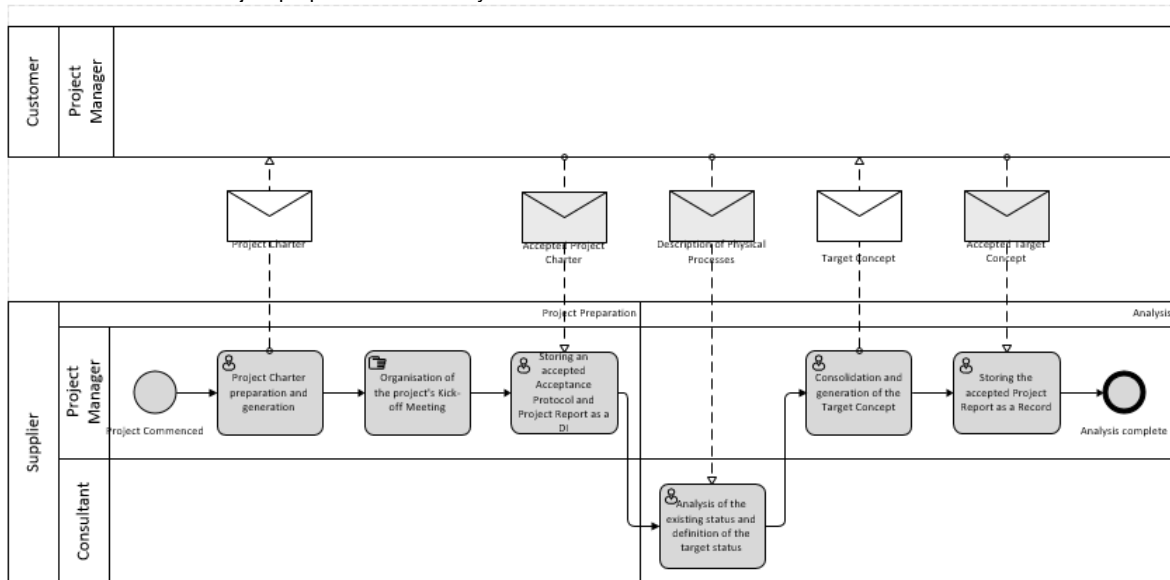 Customer
Project
Manager
Project Charter
Accepted Project
Charter
Description of Physical
Processes
Target Concept
Accepted Target
Concept
Supplier
Project Preparation
Analysis
Project
Manager
Project Commenced
Project Charter
preparation and
generation
Organisation of
the project's Kick-
off Meeting
Storing an
accepted
Acceptance
Protocol and
Project Report as a
DI
Consolidation and
generation of the
Target Concept
Storing the
accepted Project
Report as a Record
Analysis complete
Consultant
Analysis of the
existing status and
definition of the
target status